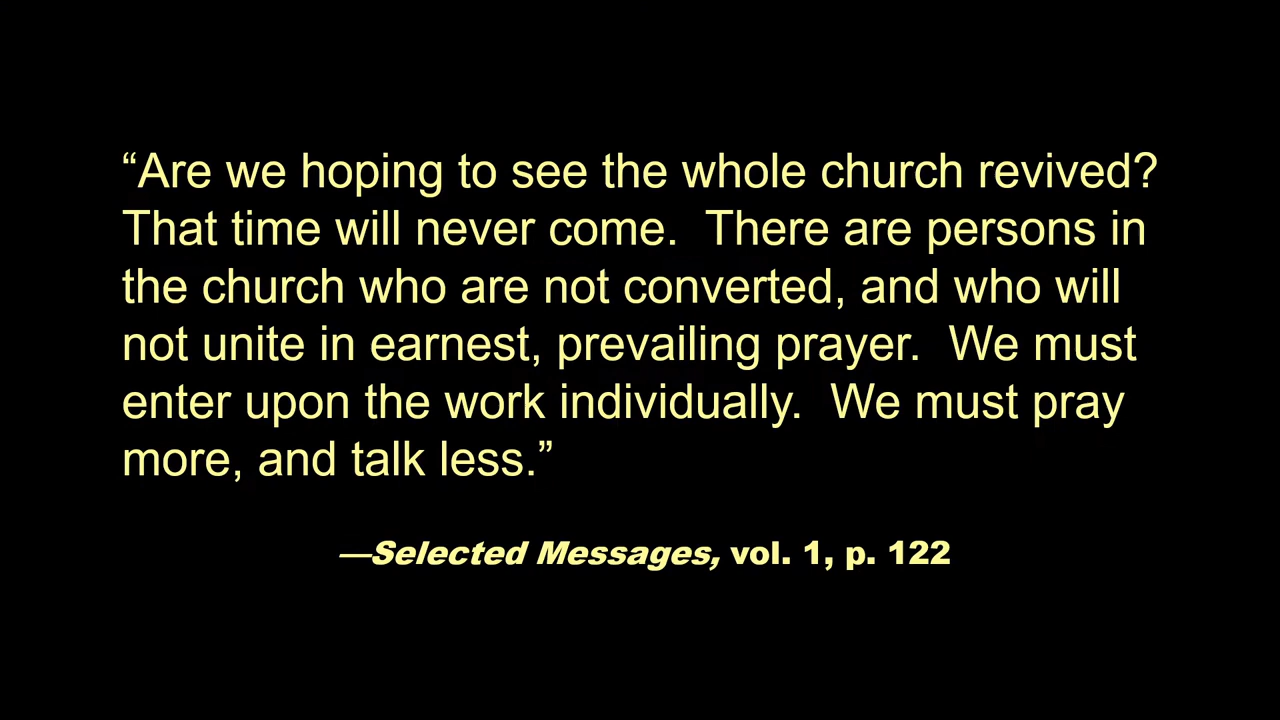 “Are we hoping to see the whole church revived?
That time will never come.  There are persons in
the church who are not converted, and who will
not unite in earnest, prevailing prayer.  We must
enter upon the work individually.  We must pray
more, and talk less.”
—Selected Messages, vol. 1, p. 122